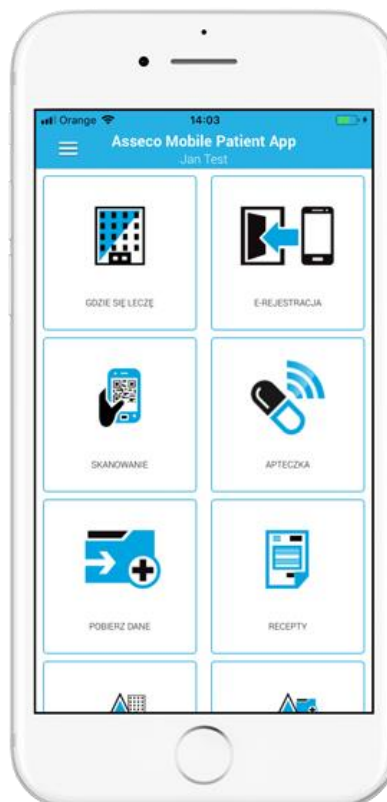 Orange 14:03
Asseco Mobile Patient App
Jan Test
GDZIE SIĘ LECZĘ
E-REJESTRACJA
SKANOWANIE
APTECZKA
POBIERZ DANE
RECEPTY